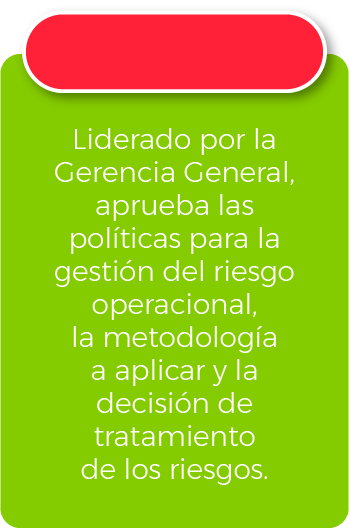 Liderado por la
Gerencia General,
aprueba las
políticas para la
gestión del riesgo
operacional,
la metodología
a aplicar y la
decisión de
tratamiento
de los riesgos.